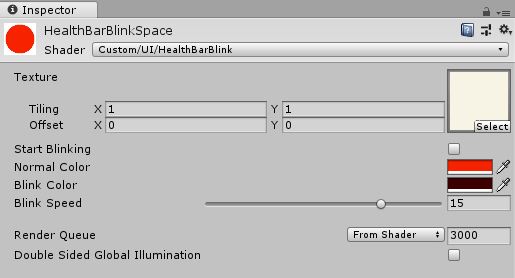 Inspector
HealthBarBlinkSpace
Shader Custom/UI/HealthBarBlink
Texture
Tiling X 1 Y 1
Offset X 0 Y 0
Select
Start Blinking
Normal Color
Blink Color
Blink Speed 15
Render Queue From Shader 3000
Double Sided Global Illumination